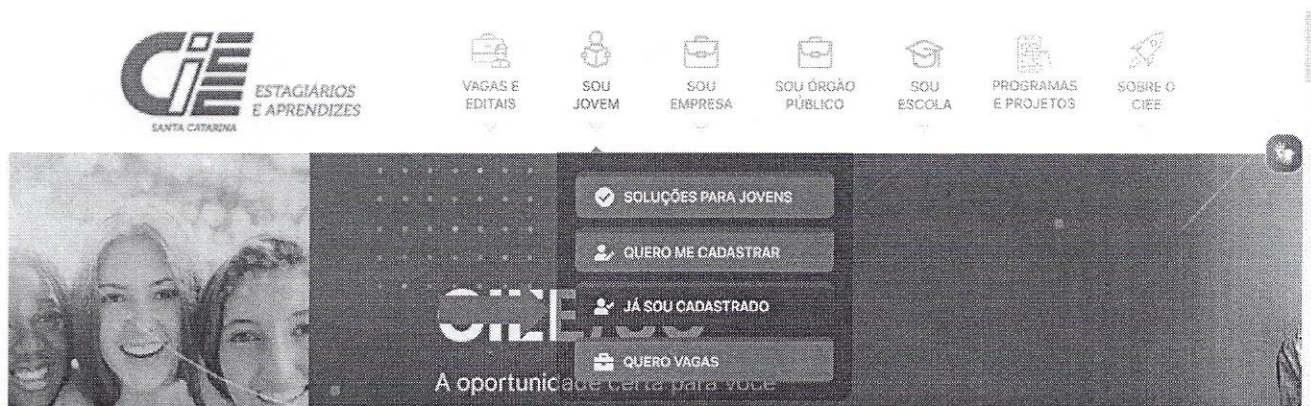 CIEE
ESTAGIÁRIOS
E APRENDIZES
SANTA CATARINA
VAGAS E
EDITAIS
SOU
JOVEM
SOU
EMPRESA
SOU ÓRGÃO
PÚBLICO
SOU
ESCOLA
PROGRAMAS
E PROJETOS
SOBRE O
CIEE
SOLUÇÕES PARA JOVENS
QUERO ME CADASTRAR
JÁ SOU CADASTRADO
QUERO VAGAS
A oportunidade certa para você